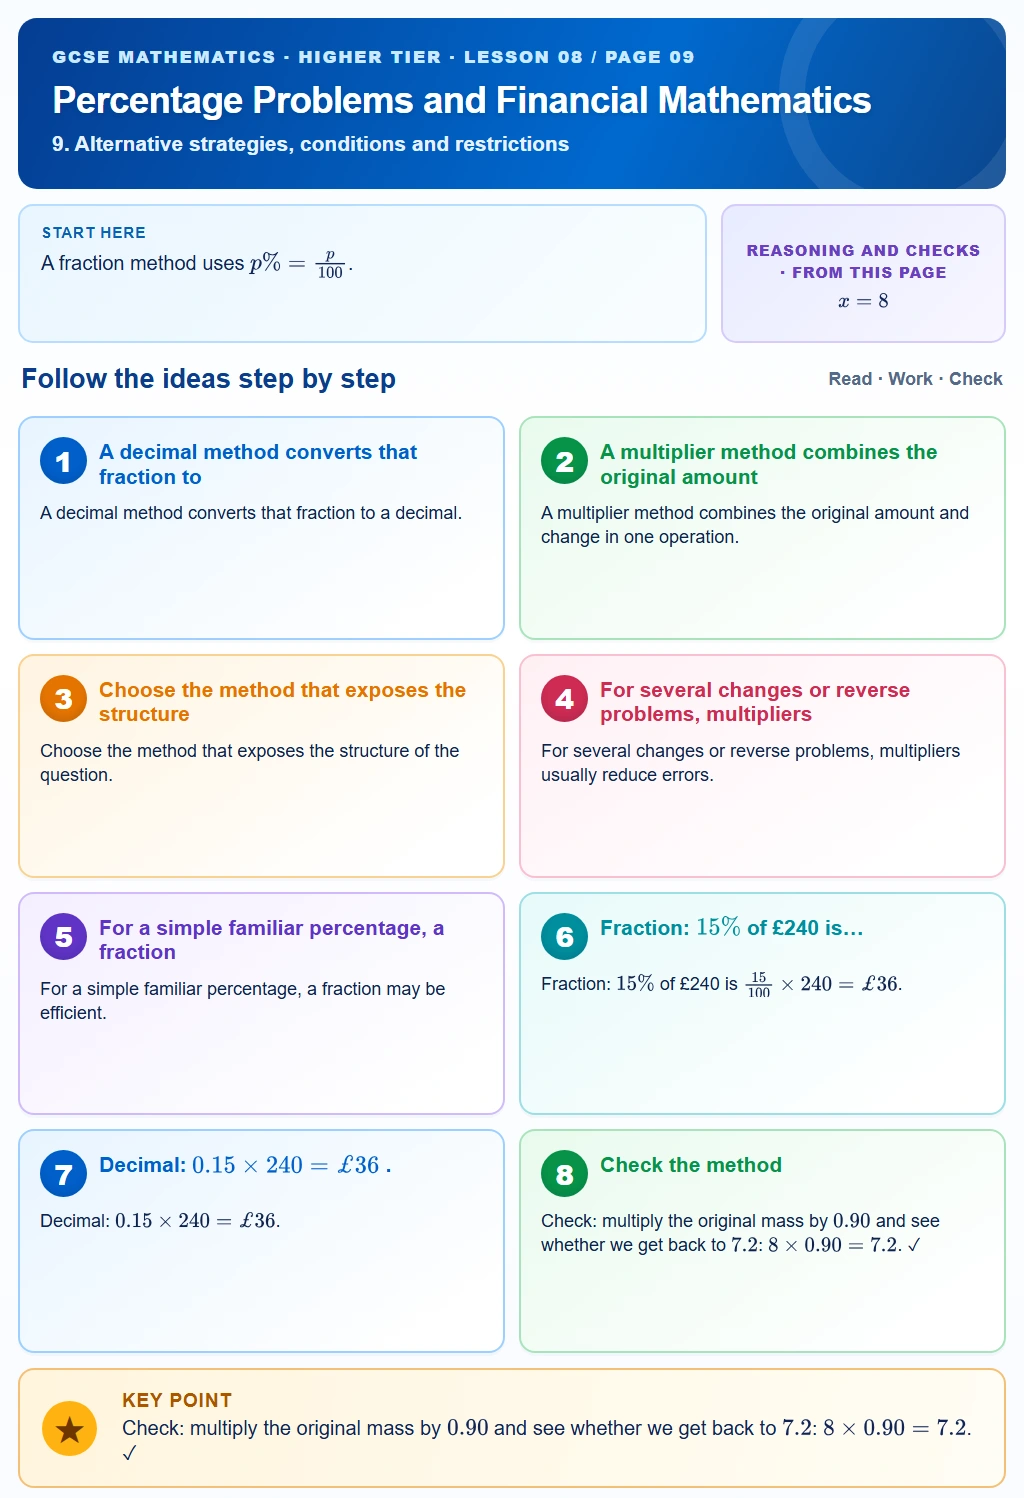 GCSE MATHEMATICS · HIGHER TIER · LESSON 08 / PAGE 09
Percentage Problems and Financial Mathematics
9. Alternative strategies, conditions and restrictions
START HERE
A fraction method uses p% = p/100.
REASONING AND CHECKS
· FROM THIS PAGE
x = 8
Follow the ideas step by step
Read · Work · Check
1
A decimal method converts that
fraction to
A decimal method converts that fraction to a decimal.
2
A multiplier method combines the
original amount
A multiplier method combines the original amount and
change in one operation.
3
Choose the method that exposes the
structure
Choose the method that exposes the structure of the
question.
4
For several changes or reverse
problems, multipliers
For several changes or reverse problems, multipliers
usually reduce errors.
5
For a simple familiar percentage, a
fraction
For a simple familiar percentage, a fraction may be
efficient.
6
Fraction: 15% of £240 is…
Fraction: 15% of £240 is 15/100 × 240 = £36.
7
Decimal: 0.15 × 240 = £36 .
Decimal: 0.15 × 240 = £36.
8
Check the method
Check: multiply the original mass by 0.90 and see
whether we get back to 7.2: 8 × 0.90 = 7.2. ✓
★
KEY POINT
Check: multiply the original mass by 0.90 and see whether we get back to 7.2: 8 × 0.90 = 7.2.
✓